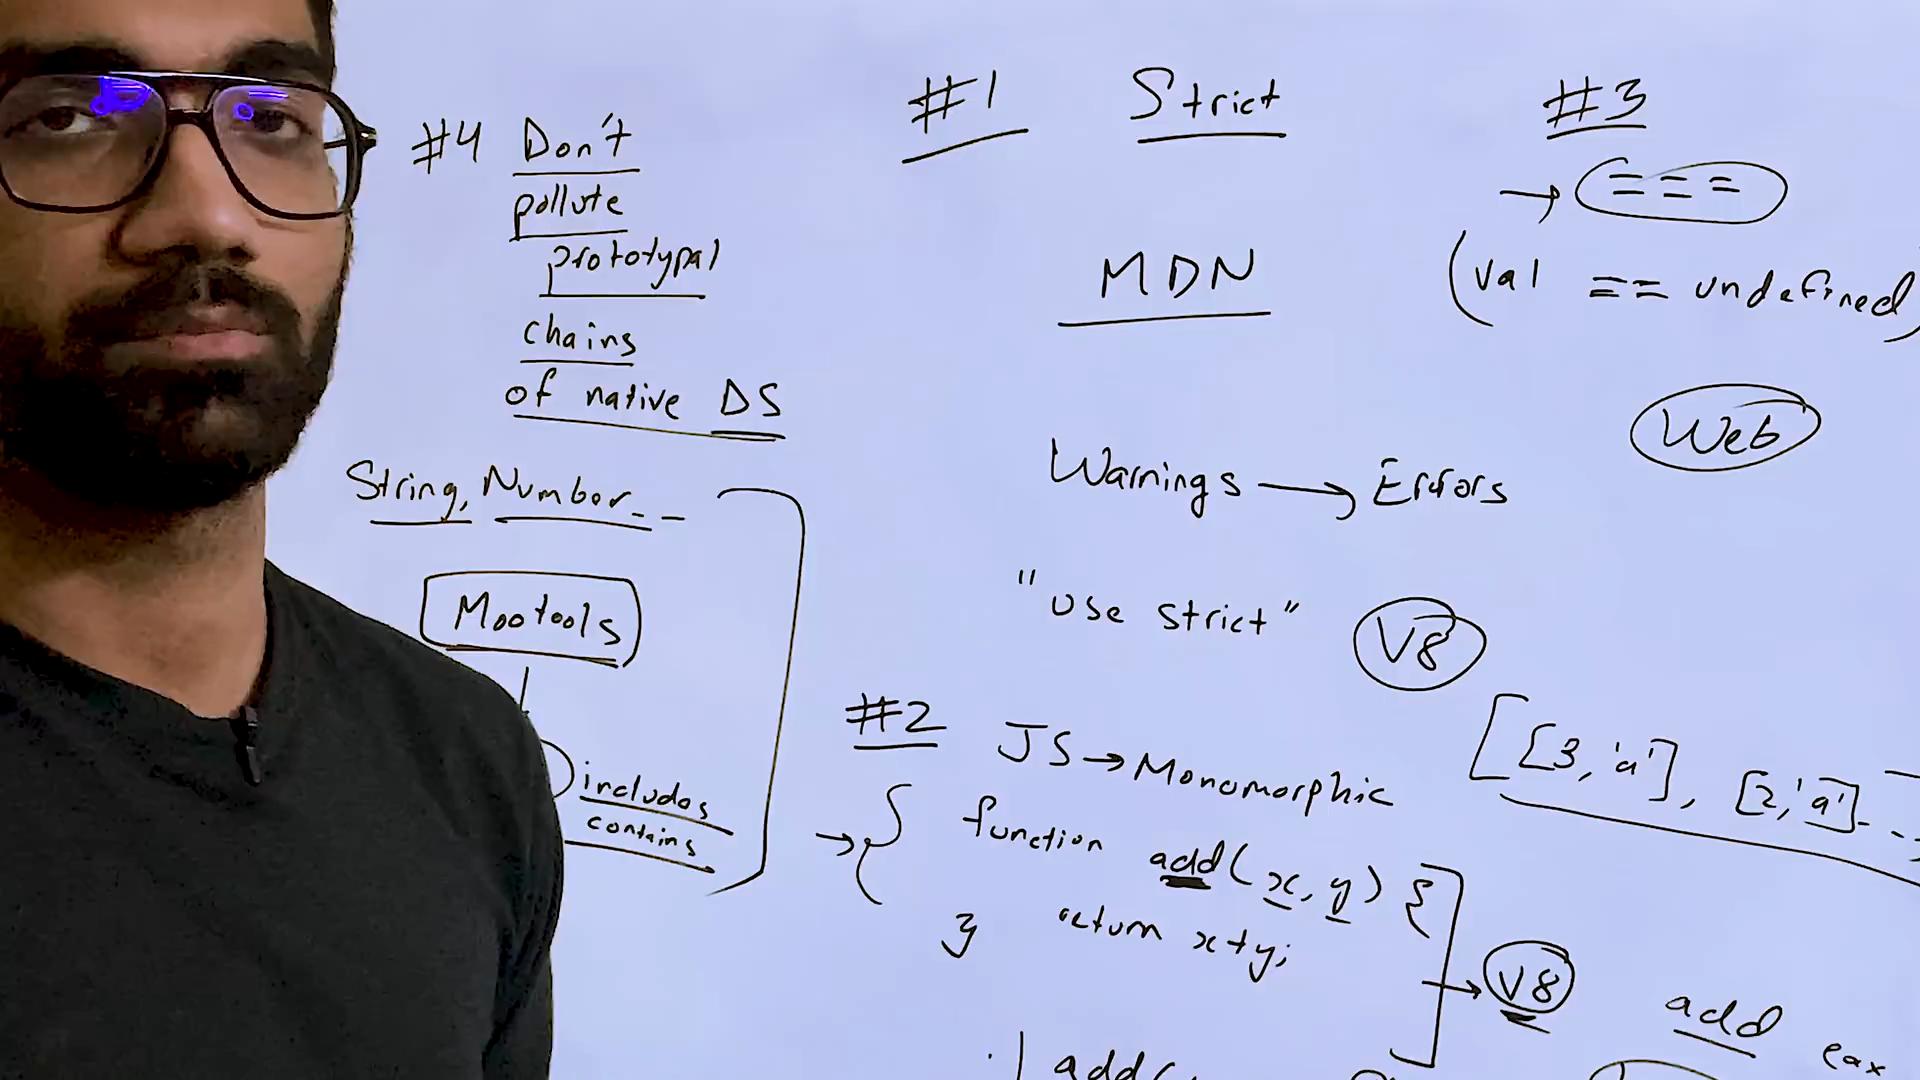 #1 Strict
MDN
Warnings → Errors
"use strict"
V8
#2 JS → Monomorphic
→ { function add(x, y) {
return x+y;
}
V8
add(
add
eax
[[3, 'a'], [2, 'a']--
#3
→ ===
(val === undefined)
Web
#4 Don't
pollute
prototypal
chains
of native DS
String, Number--
Mootools
includes
contains